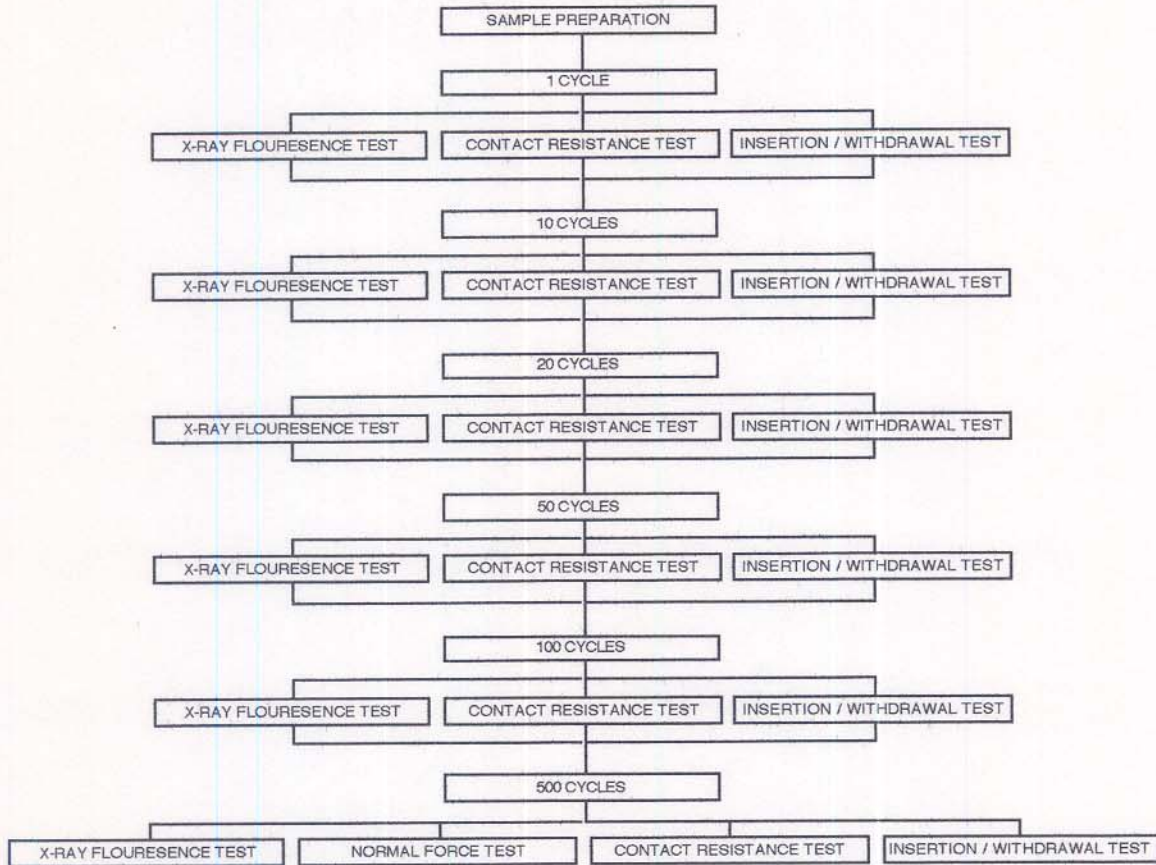 SAMPLE PREPARATION
1 CYCLE
X-RAY FLOURESENCE TEST
CONTACT RESISTANCE TEST
INSERTION / WITHDRAWAL TEST
10 CYCLES
X-RAY FLOURESENCE TEST
CONTACT RESISTANCE TEST
INSERTION / WITHDRAWAL TEST
20 CYCLES
X-RAY FLOURESENCE TEST
CONTACT RESISTANCE TEST
INSERTION / WITHDRAWAL TEST
50 CYCLES
X-RAY FLOURESENCE TEST
CONTACT RESISTANCE TEST
INSERTION / WITHDRAWAL TEST
100 CYCLES
X-RAY FLOURESENCE TEST
CONTACT RESISTANCE TEST
INSERTION / WITHDRAWAL TEST
500 CYCLES
X-RAY FLOURESENCE TEST
NORMAL FORCE TEST
CONTACT RESISTANCE TEST
INSERTION / WITHDRAWAL TEST